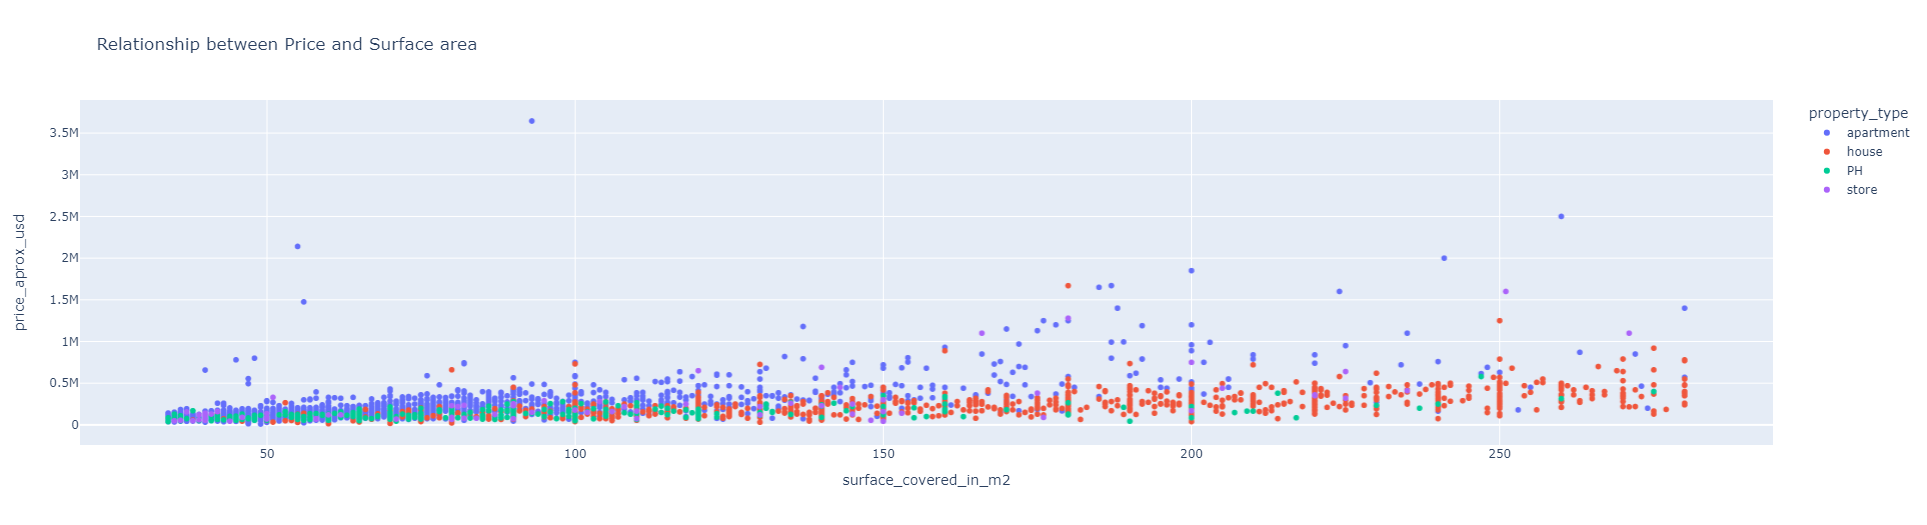 Relationship between Price and Surface area
property_type
apartment
house
PH
store
price_aprox_usd
3.5M
3M
2.5M
2M
1.5M
1M
0.5M
0
50
100
150
200
250
surface_covered_in_m2